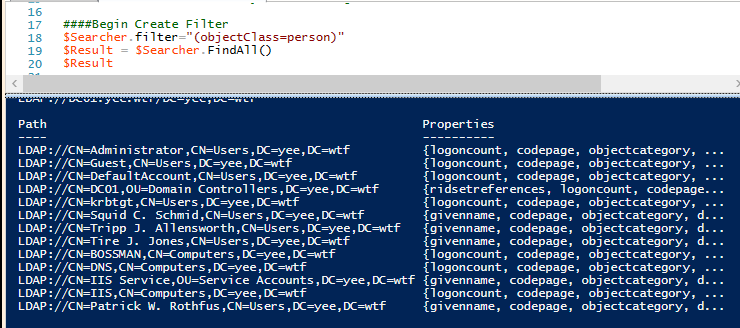 16
17 ####Begin Create Filter
18 $Searcher.filter="(objectClass=person)"
19 $Result = $Searcher.FindAll()
20 $Result
LDAP://DC01.yee.wtf/DC=yee,DC=wtf
Path Properties
---- ----------
LDAP://CN=Administrator,CN=Users,DC=yee,DC=wtf {logoncount, codepage, objectcategory, ...
LDAP://CN=Guest,CN=Users,DC=yee,DC=wtf {logoncount, codepage, objectcategory, ...
LDAP://CN=DefaultAccount,CN=Users,DC=yee,DC=wtf {logoncount, codepage, objectcategory, ...
LDAP://CN=DC01,OU=Domain Controllers,DC=yee,DC=wtf {ridsetreferences, logoncount, codepage...
LDAP://CN=krbtgt,CN=Users,DC=yee,DC=wtf {logoncount, codepage, objectcategory, ...
LDAP://CN=Squid C. Schmid,CN=Users,DC=yee,DC=wtf {givenname, codepage, objectcategory, d...
LDAP://CN=Tripp J. Allensworth,CN=Users,DC=yee,DC=wtf {givenname, codepage, objectcategory, d...
LDAP://CN=Tire J. Jones,CN=Users,DC=yee,DC=wtf {givenname, codepage, objectcategory, d...
LDAP://CN=BOSSMAN,CN=Computers,DC=yee,DC=wtf {logoncount, codepage, objectcategory, ...
LDAP://CN=DNS,CN=Computers,DC=yee,DC=wtf {logoncount, codepage, objectcategory, ...
LDAP://CN=IIS Service,OU=Service Accounts,DC=yee,DC=wtf {givenname, codepage, objectcategory, d...
LDAP://CN=IIS,CN=Computers,DC=yee,DC=wtf {logoncount, codepage, objectcategory, ...
LDAP://CN=Patrick W. Rothfus,CN=Users,DC=yee,DC=wtf {givenname, codepage, objectcategory, d...